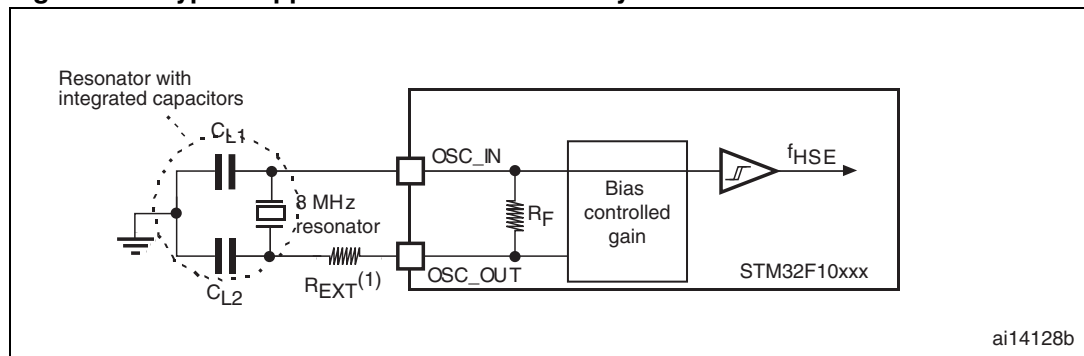 Resonator with
integrated capacitors
CL1
OSC_IN
fHSE
8 MHz
resonator
RF
Bias
controlled
gain
STM32F10xxx
OSC_OUT
REXT(1)
CL2
ai14128b